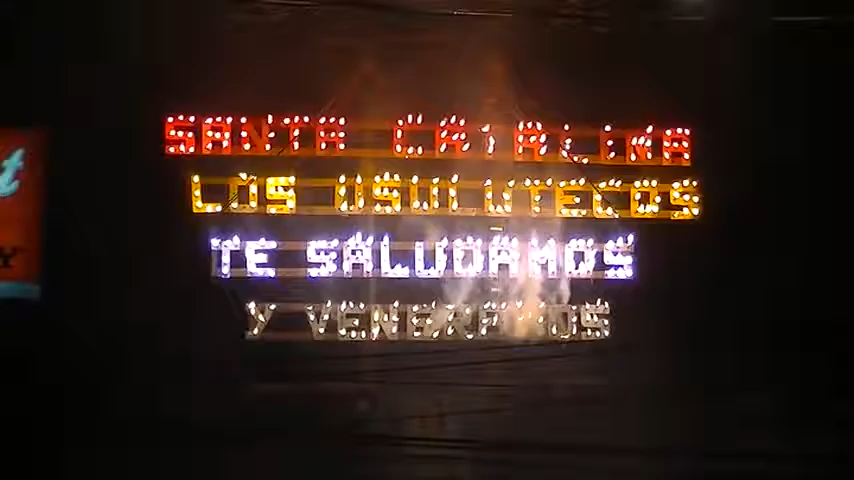 SANTA CATALINA
LOS USULUTECOS
TE SALUDAMOS
Y VENERAMOS